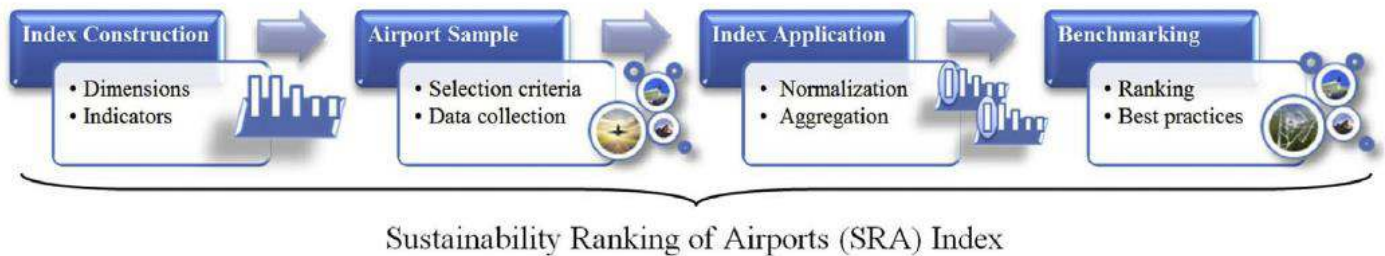 Index Construction
• Dimensions
• Indicators
Airport Sample
• Selection criteria
• Data collection
Index Application
• Normalization
• Aggregation
Benchmarking
• Ranking
• Best practices
Sustainability Ranking of Airports (SRA) Index